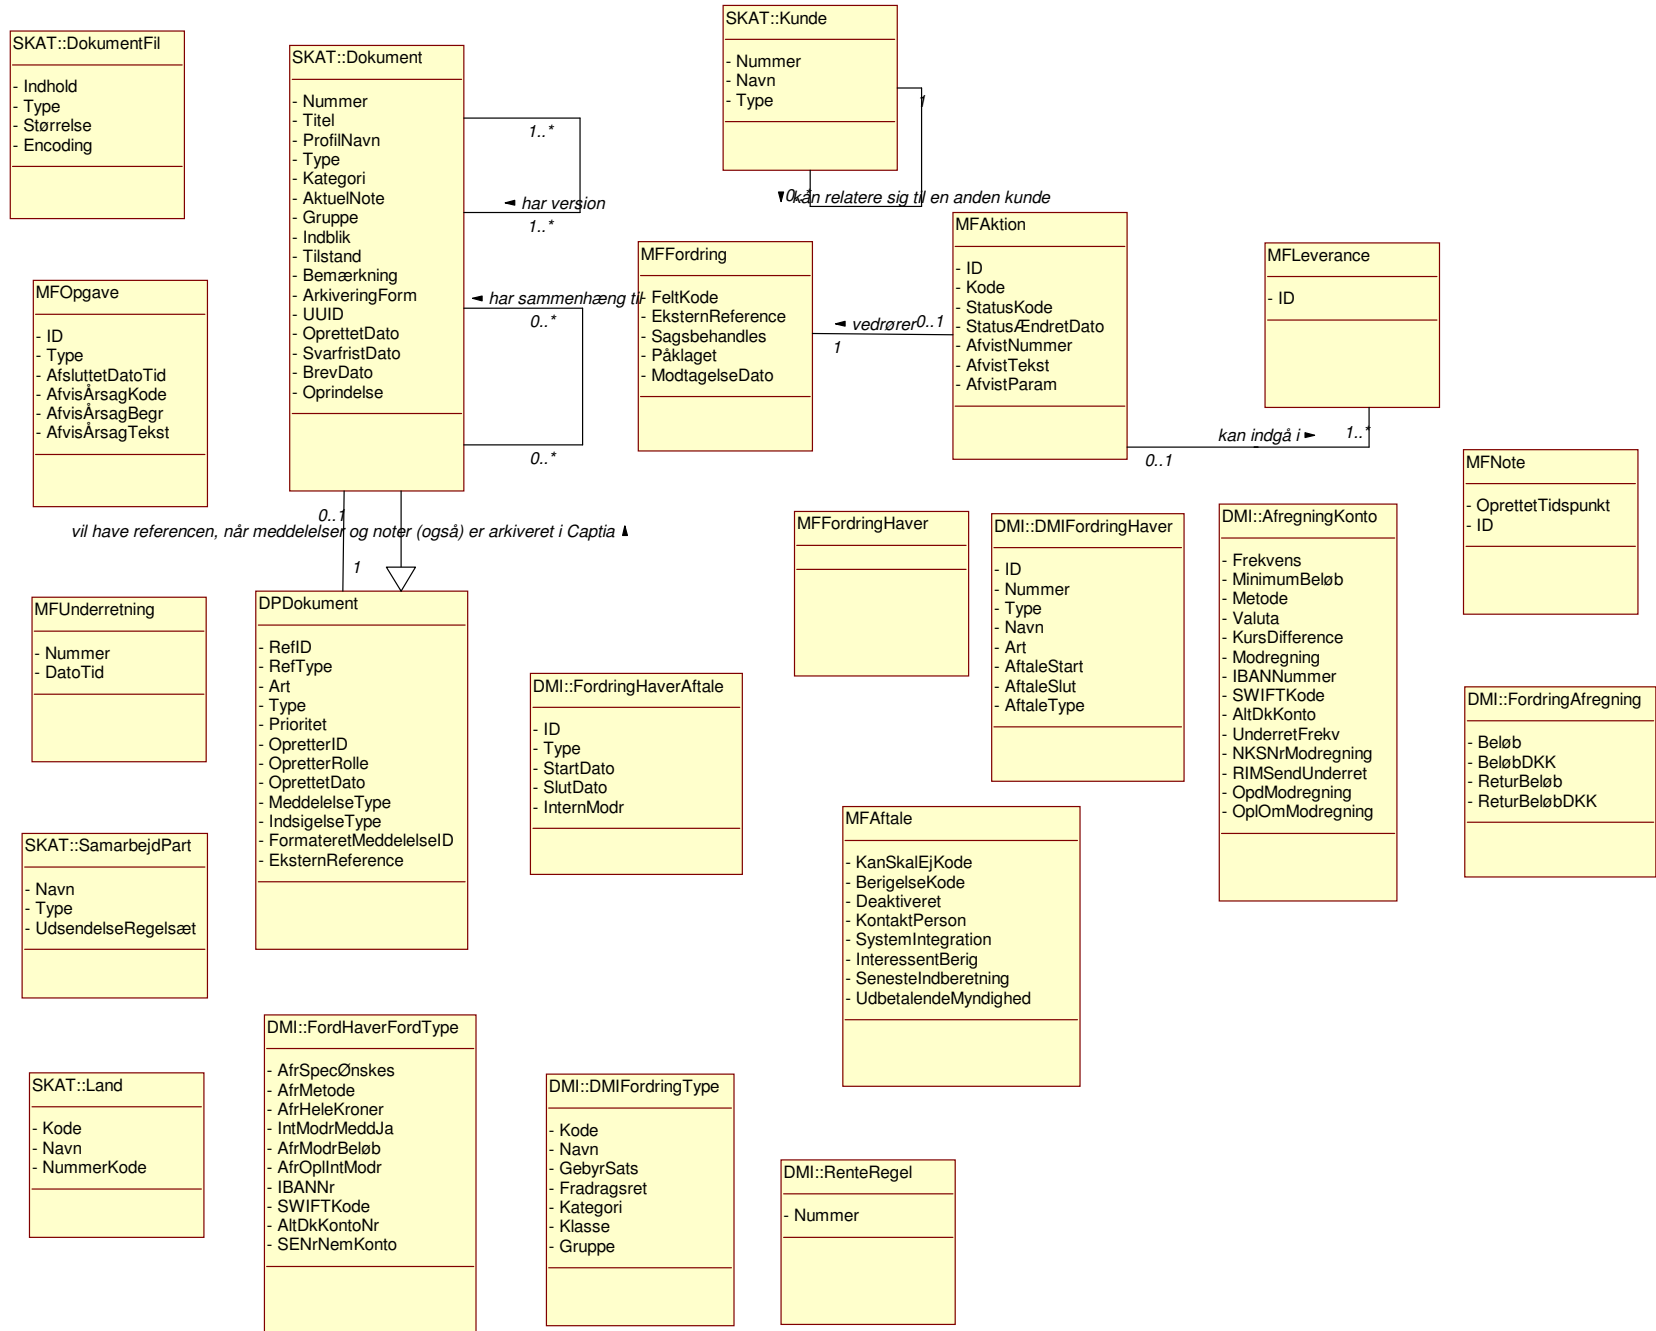 SKAT::DokumentFil
- Indhold
- Type
- Størrelse
- Encoding
SKAT::Dokument
- Nummer
- Titel
- ProfilNavn
- Type
- Kategori
- AktuelNote
- Gruppe
- Indblik
- Tilstand
- Bemærkning
- ArkiveringForm
- UUID
- OprettetDato
- SvarfristDato
- BrevDato
- Oprindelse
1..*
◄ har version
1..*
◄ har sammenhæng til
0..*
0..*
SKAT::Kunde
- Nummer
- Navn
- Type
1
0..*
▼ kan relatere sig til en anden kunde
MFFordring
- FeltKode
- EksternReference
- Sagsbehandles
- Påklaget
- ModtagelseDato
◄ vedrører
0..1
1
MFAktion
- ID
- Kode
- StatusKode
- StatusÆndretDato
- AfvistNummer
- AfvistTekst
- AfvistParam
MFLeverance
- ID
kan indgå i ►
1..*
0..1
MFOpgave
- ID
- Type
- AfsluttetDatoTid
- AfvisÅrsagKode
- AfvisÅrsagBegr
- AfvisÅrsagTekst
MFNote
- OprettetTidspunkt
- ID
0..1
vil have referencen, når meddelelser og noter (også) er arkiveret i Captia ▲
1
MFFordringHaver
DMI::DMIFordringHaver
- ID
- Nummer
- Type
- Navn
- Art
- AftaleStart
- AftaleSlut
- AftaleType
DMI::AfregningKonto
- Frekvens
- MinimumBeløb
- Metode
- Valuta
- KursDifference
- Modregning
- IBANNummer
- SWIFTKode
- AltDkKonto
- UnderretFrekv
- NKSNrModregning
- RIMSendUnderret
- OpdModregning
- OplOmModregning
MFUnderretning
- Nummer
- DatoTid
DPDokument
- RefID
- RefType
- Art
- Type
- Prioritet
- OpretterID
- OpretterRolle
- OprettetDato
- MeddelelseType
- IndsigelseType
- FormateretMeddelelseID
- EksternReference
DMI::FordringHaverAftale
- ID
- Type
- StartDato
- SlutDato
- InternModr
DMI::FordringAfregning
- Beløb
- BeløbDKK
- ReturBeløb
- ReturBeløbDKK
MFAftale
- KanSkalEjKode
- BerigelseKode
- Deaktiveret
- KontaktPerson
- SystemIntegration
- InteressentBerig
- SenesteIndberetning
- UdbetalendeMyndighed
SKAT::SamarbejdPart
- Navn
- Type
- UdsendelseRegelsæt
DMI::FordHaverFordType
- AfrSpecØnskes
- AfrMetode
- AfrHeleKroner
- IntModrMeddJa
- AfrModrBeløb
- AfrOplIntModr
- IBANNr
- SWIFTKode
- AltDkKontoNr
- SENrNemKonto
SKAT::Land
- Kode
- Navn
- NummerKode
DMI::DMIFordringType
- Kode
- Navn
- GebyrSats
- Fradragsret
- Kategori
- Klasse
- Gruppe
DMI::RenteRegel
- Nummer